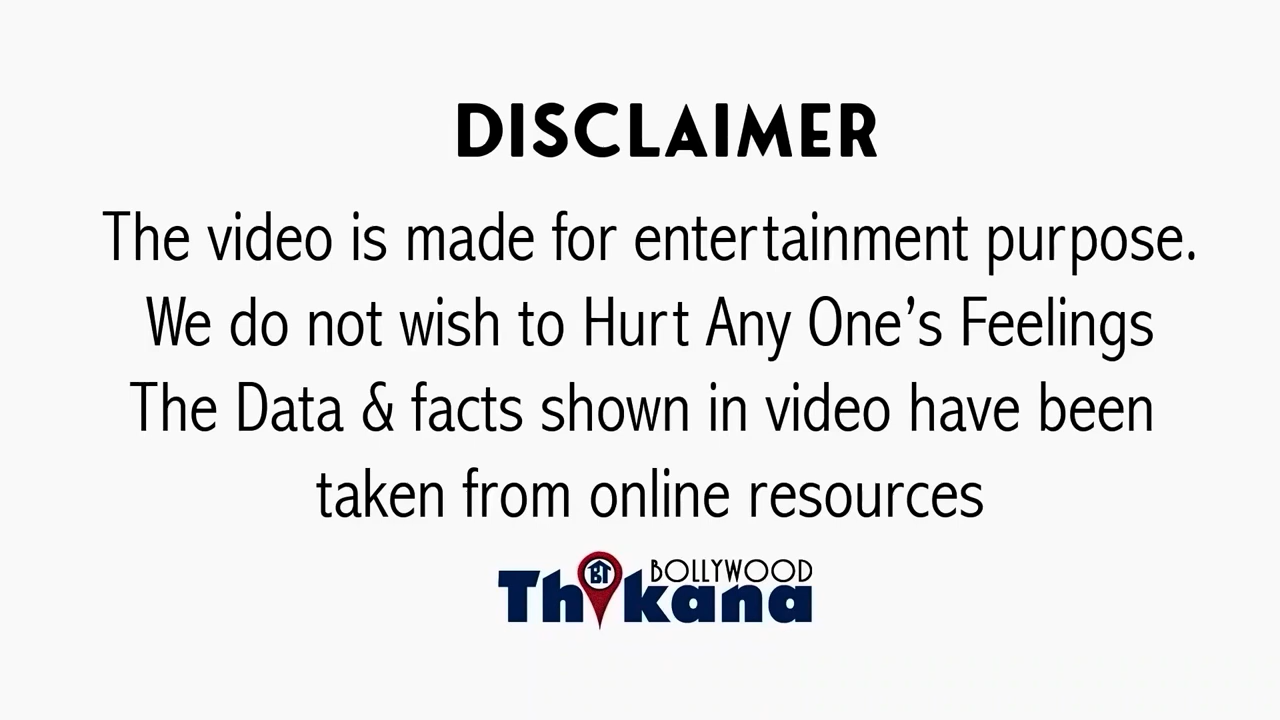 DISCLAIMER
The video is made for entertainment purpose.
We do not wish to Hurt Any One’s Feelings
The Data & facts shown in video have been
taken from online resources
BT
BOLLYWOOD
Thikana